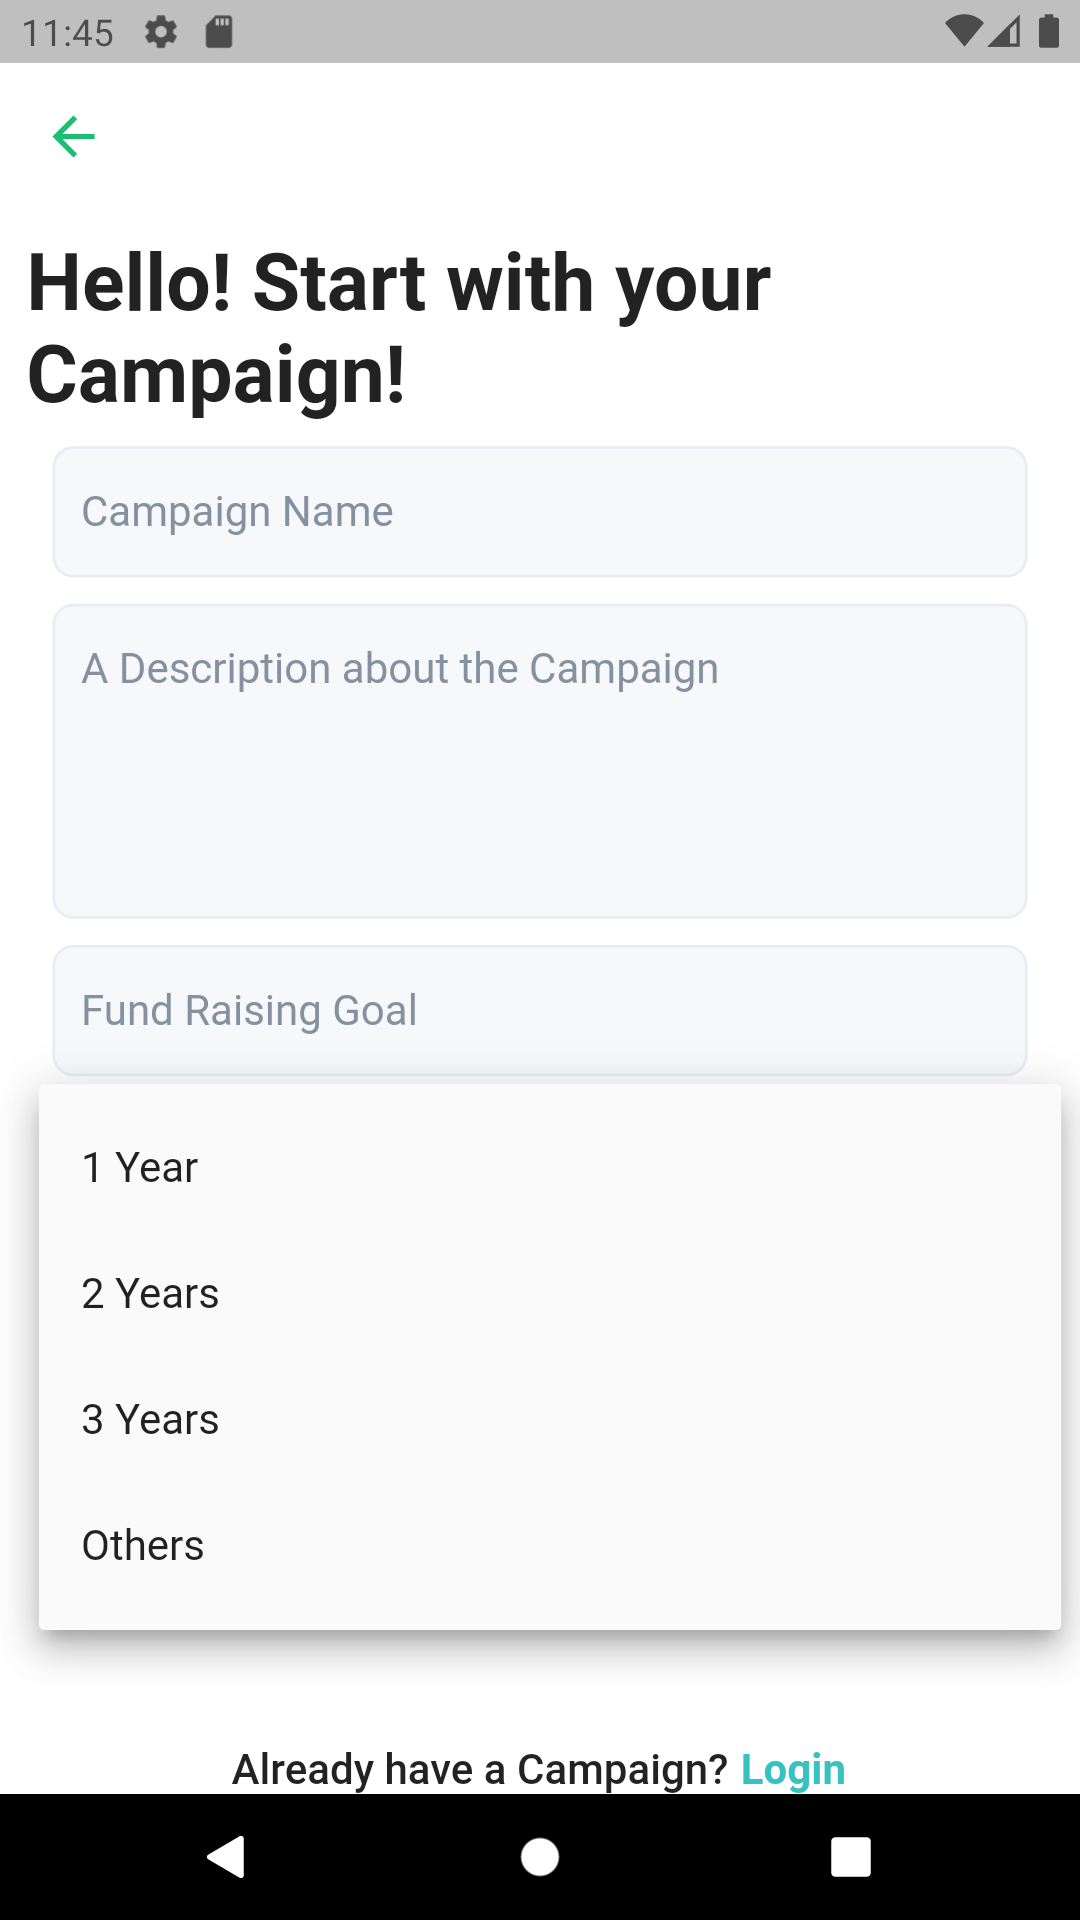 11:45
Hello! Start with your
Campaign!
Campaign Name
A Description about the Campaign
Fund Raising Goal
1 Year
2 Years
3 Years
Others
Already have a Campaign? Login